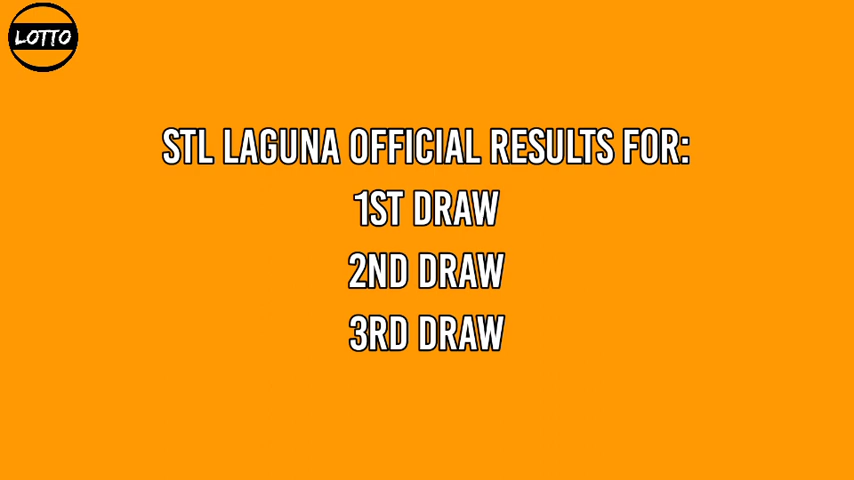 LOTTO
STL LAGUNA OFFICIAL RESULTS FOR:
1ST DRAW
2ND DRAW
3RD DRAW